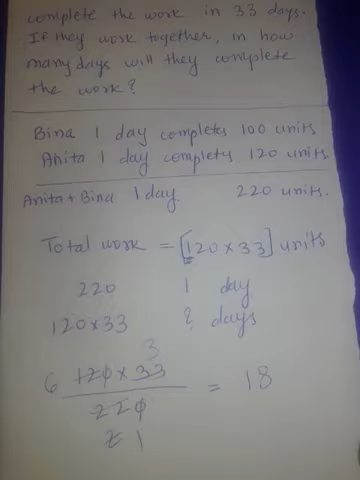 complete the work in 33 days.
If they work together, in how
many days will they complete
the work?
Bina 1 day completes 100 units
Anita 1 day completes 120 units
Anita + Bina 1 day 220 units.
Total work = [120 × 33] units
220 1 day
120×33 ? days
3
6 120 × 33
= 18
220
2 1